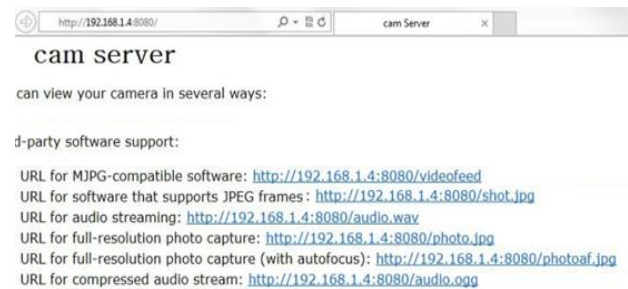 http://192.168.1.4:8080/
cam Server
cam server
can view your camera in several ways:
d-party software support:
URL for MJPG-compatible software: http://192.168.1.4:8080/videofeed
URL for software that supports JPEG frames: http://192.168.1.4:8080/shot.jpg
URL for audio streaming: http://192.168.1.4:8080/audio.wav
URL for full-resolution photo capture: http://192.168.1.4:8080/photo.jpg
URL for full-resolution photo capture (with autofocus): http://192.168.1.4:8080/photoaf.jpg
URL for compressed audio stream: http://192.168.1.4:8080/audio.ogg